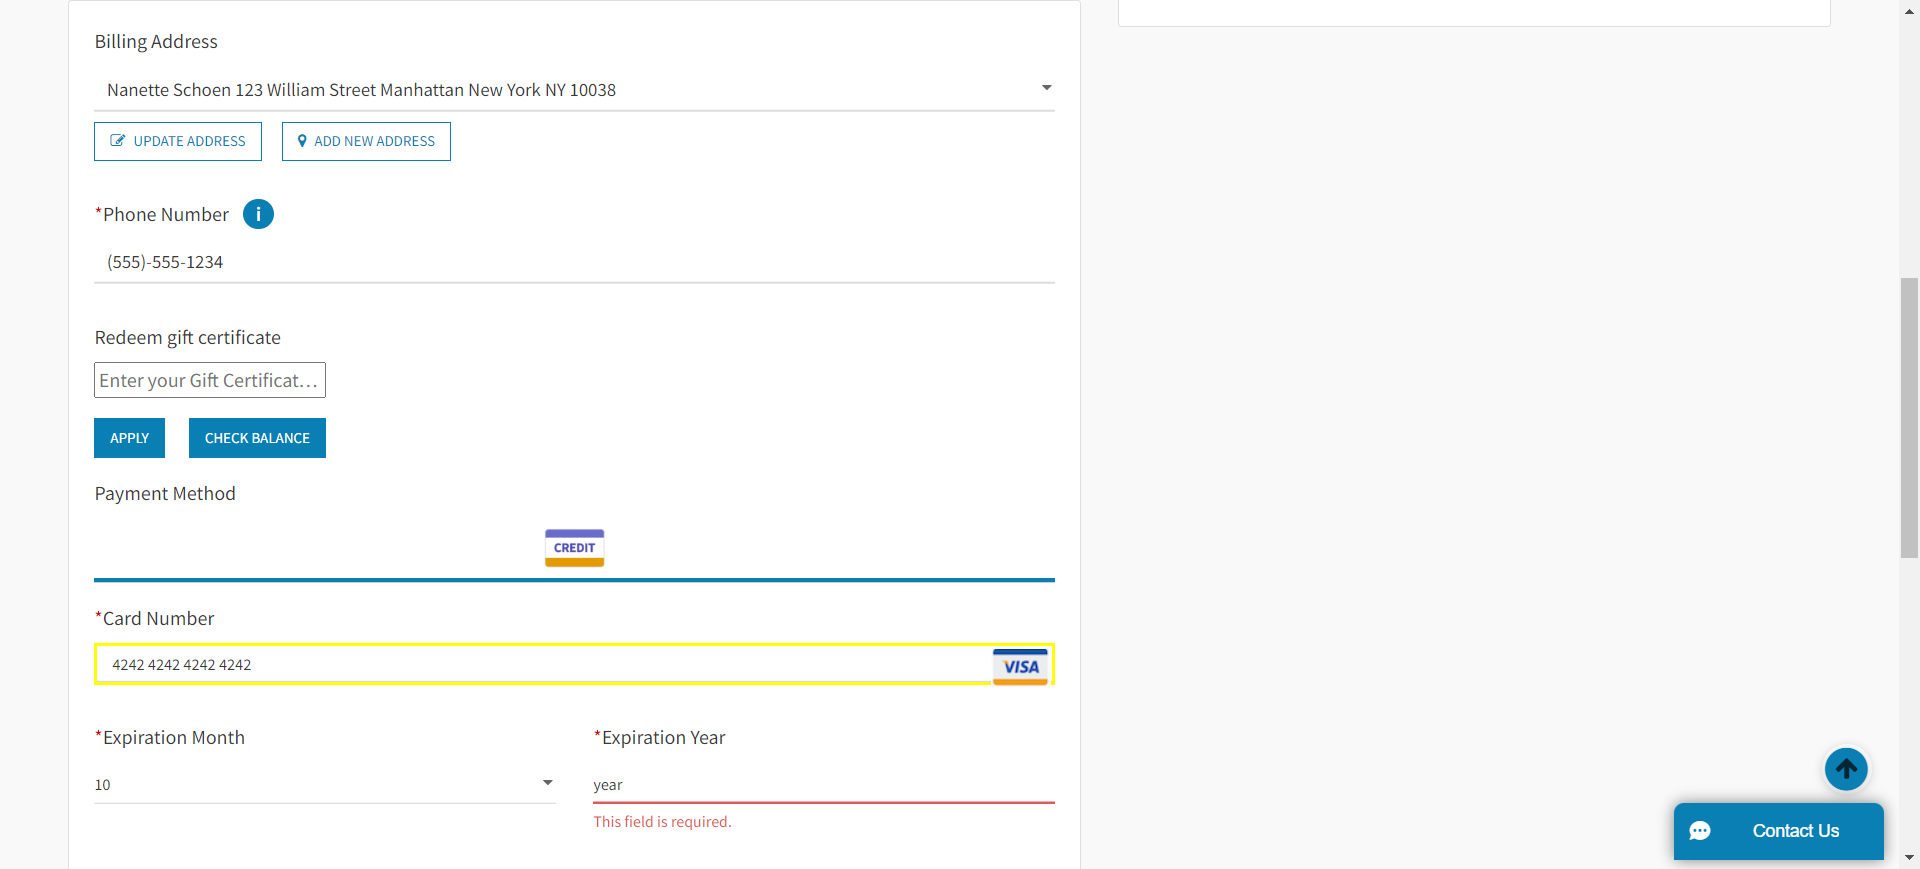 Billing Address
Nanette Schoen 123 William Street Manhattan New York NY 10038
UPDATE ADDRESS
ADD NEW ADDRESS
*Phone Number
i
(555)-555-1234
Redeem gift certificate
Enter your Gift Certificat...
APPLY
CHECK BALANCE
Payment Method
CREDIT
*Card Number
4242 4242 4242 4242
VISA
*Expiration Month
*Expiration Year
10
year
This field is required.
Contact Us